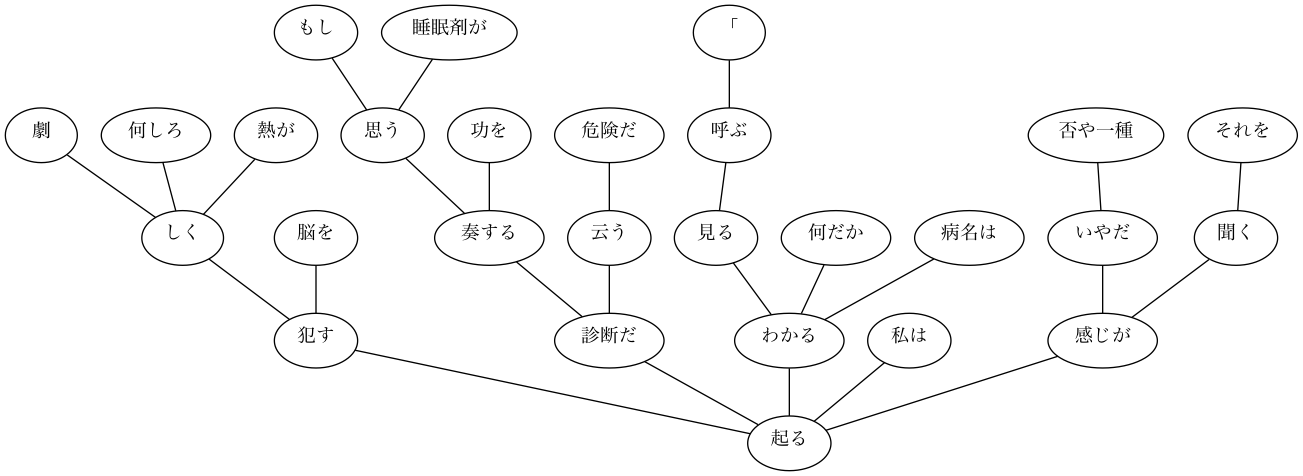 もし
睡眠剤が
「
劇
何しろ
熱が
思う
功を
危険だ
呼ぶ
否や一種
それを
しく
脳を
奏する
云う
見る
何だか
病名は
いやだ
聞く
犯す
診断だ
わかる
私は
感じが
起る